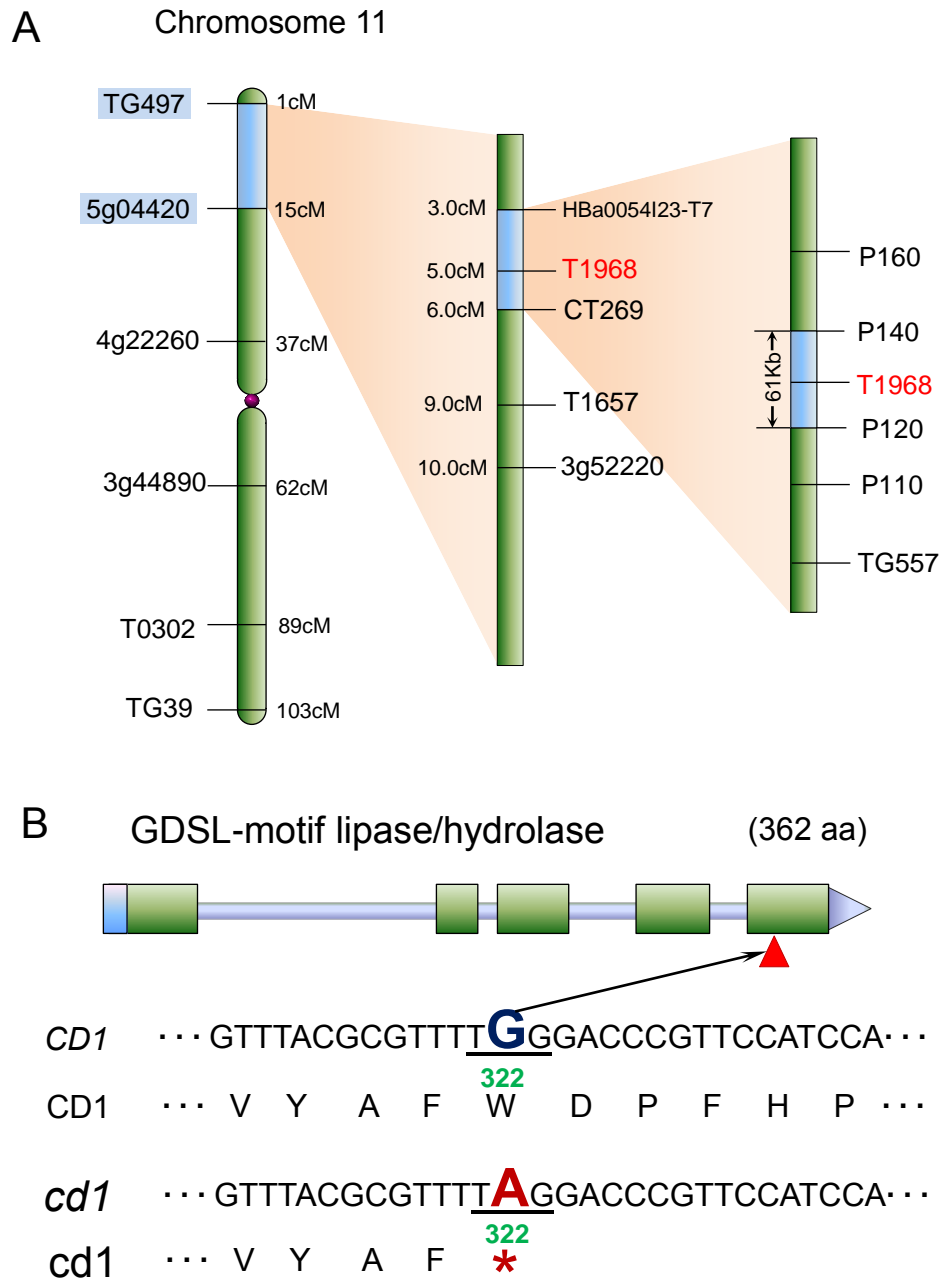 A
Chromosome 11
TG497
1cM
5g04420
15cM
4g22260
37cM
3g44890
62cM
T0302
89cM
TG39
103cM
3.0cM
HBa0054I23-T7
5.0cM
T1968
6.0cM
CT269
9.0cM
T1657
10.0cM
3g52220
P160
P140
61Kb
T1968
P120
P110
TG557
B
GDSL-motif lipase/hydrolase
(362 aa)
CD1 ··· GTTTACGCGTTTTGGGACCCGTTCCATCCA···
322
CD1 ··· V Y A F W D P F H P ···
cd1 ··· GTTTACGCGTTTTAGGACCCGTTCCATCCA···
322
cd1 ··· V Y A F *